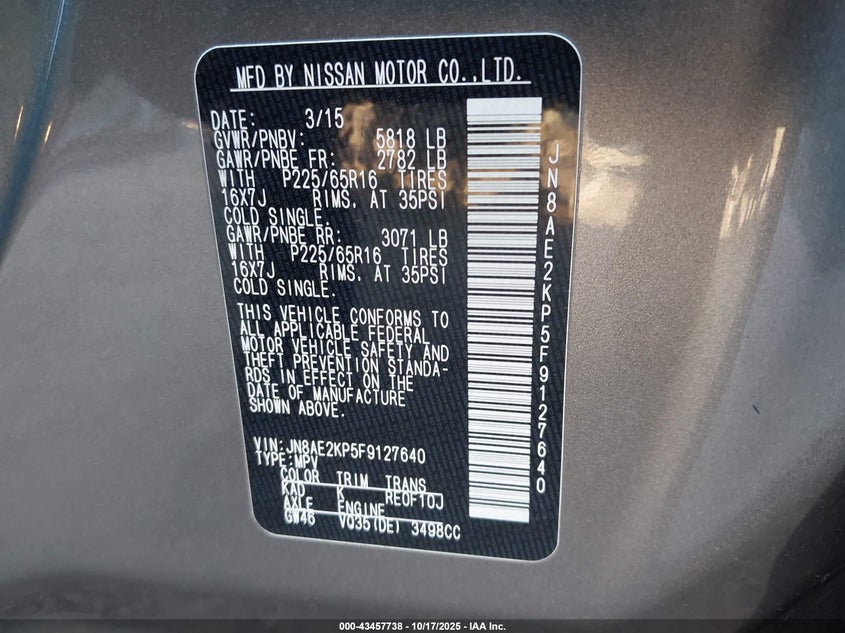 MFD BY NISSAN MOTOR CO.,LTD.
DATE: 3/15
GVWR/PNBV: 5818 LB
GAWR/PNBE FR: 2782 LB
WITH P225/65R16 TIRES
16X7J RIMS. AT 35PSI
COLD SINGLE.
GAWR/PNBE RR: 3071 LB
WITH P225/65R16 TIRES
16X7J RIMS. AT 35PSI
COLD SINGLE.
THIS VEHICLE CONFORMS TO
ALL APPLICABLE FEDERAL
MOTOR VEHICLE SAFETY AND
THEFT PREVENTION STANDA-
RDS IN EFFECT ON THE
DATE OF MANUFACTURE
SHOWN ABOVE.
VIN:JN8AE2KP5F9127640
TYPE:MPV
COLOR TRIM TRANS
KAD K RE0F10J
AXLE ENGINE
GW46 VQ35(DE) 3498CC
JN8AE2KP5F9127640
000-43457738 - 10/17/2025 - IAA Inc.